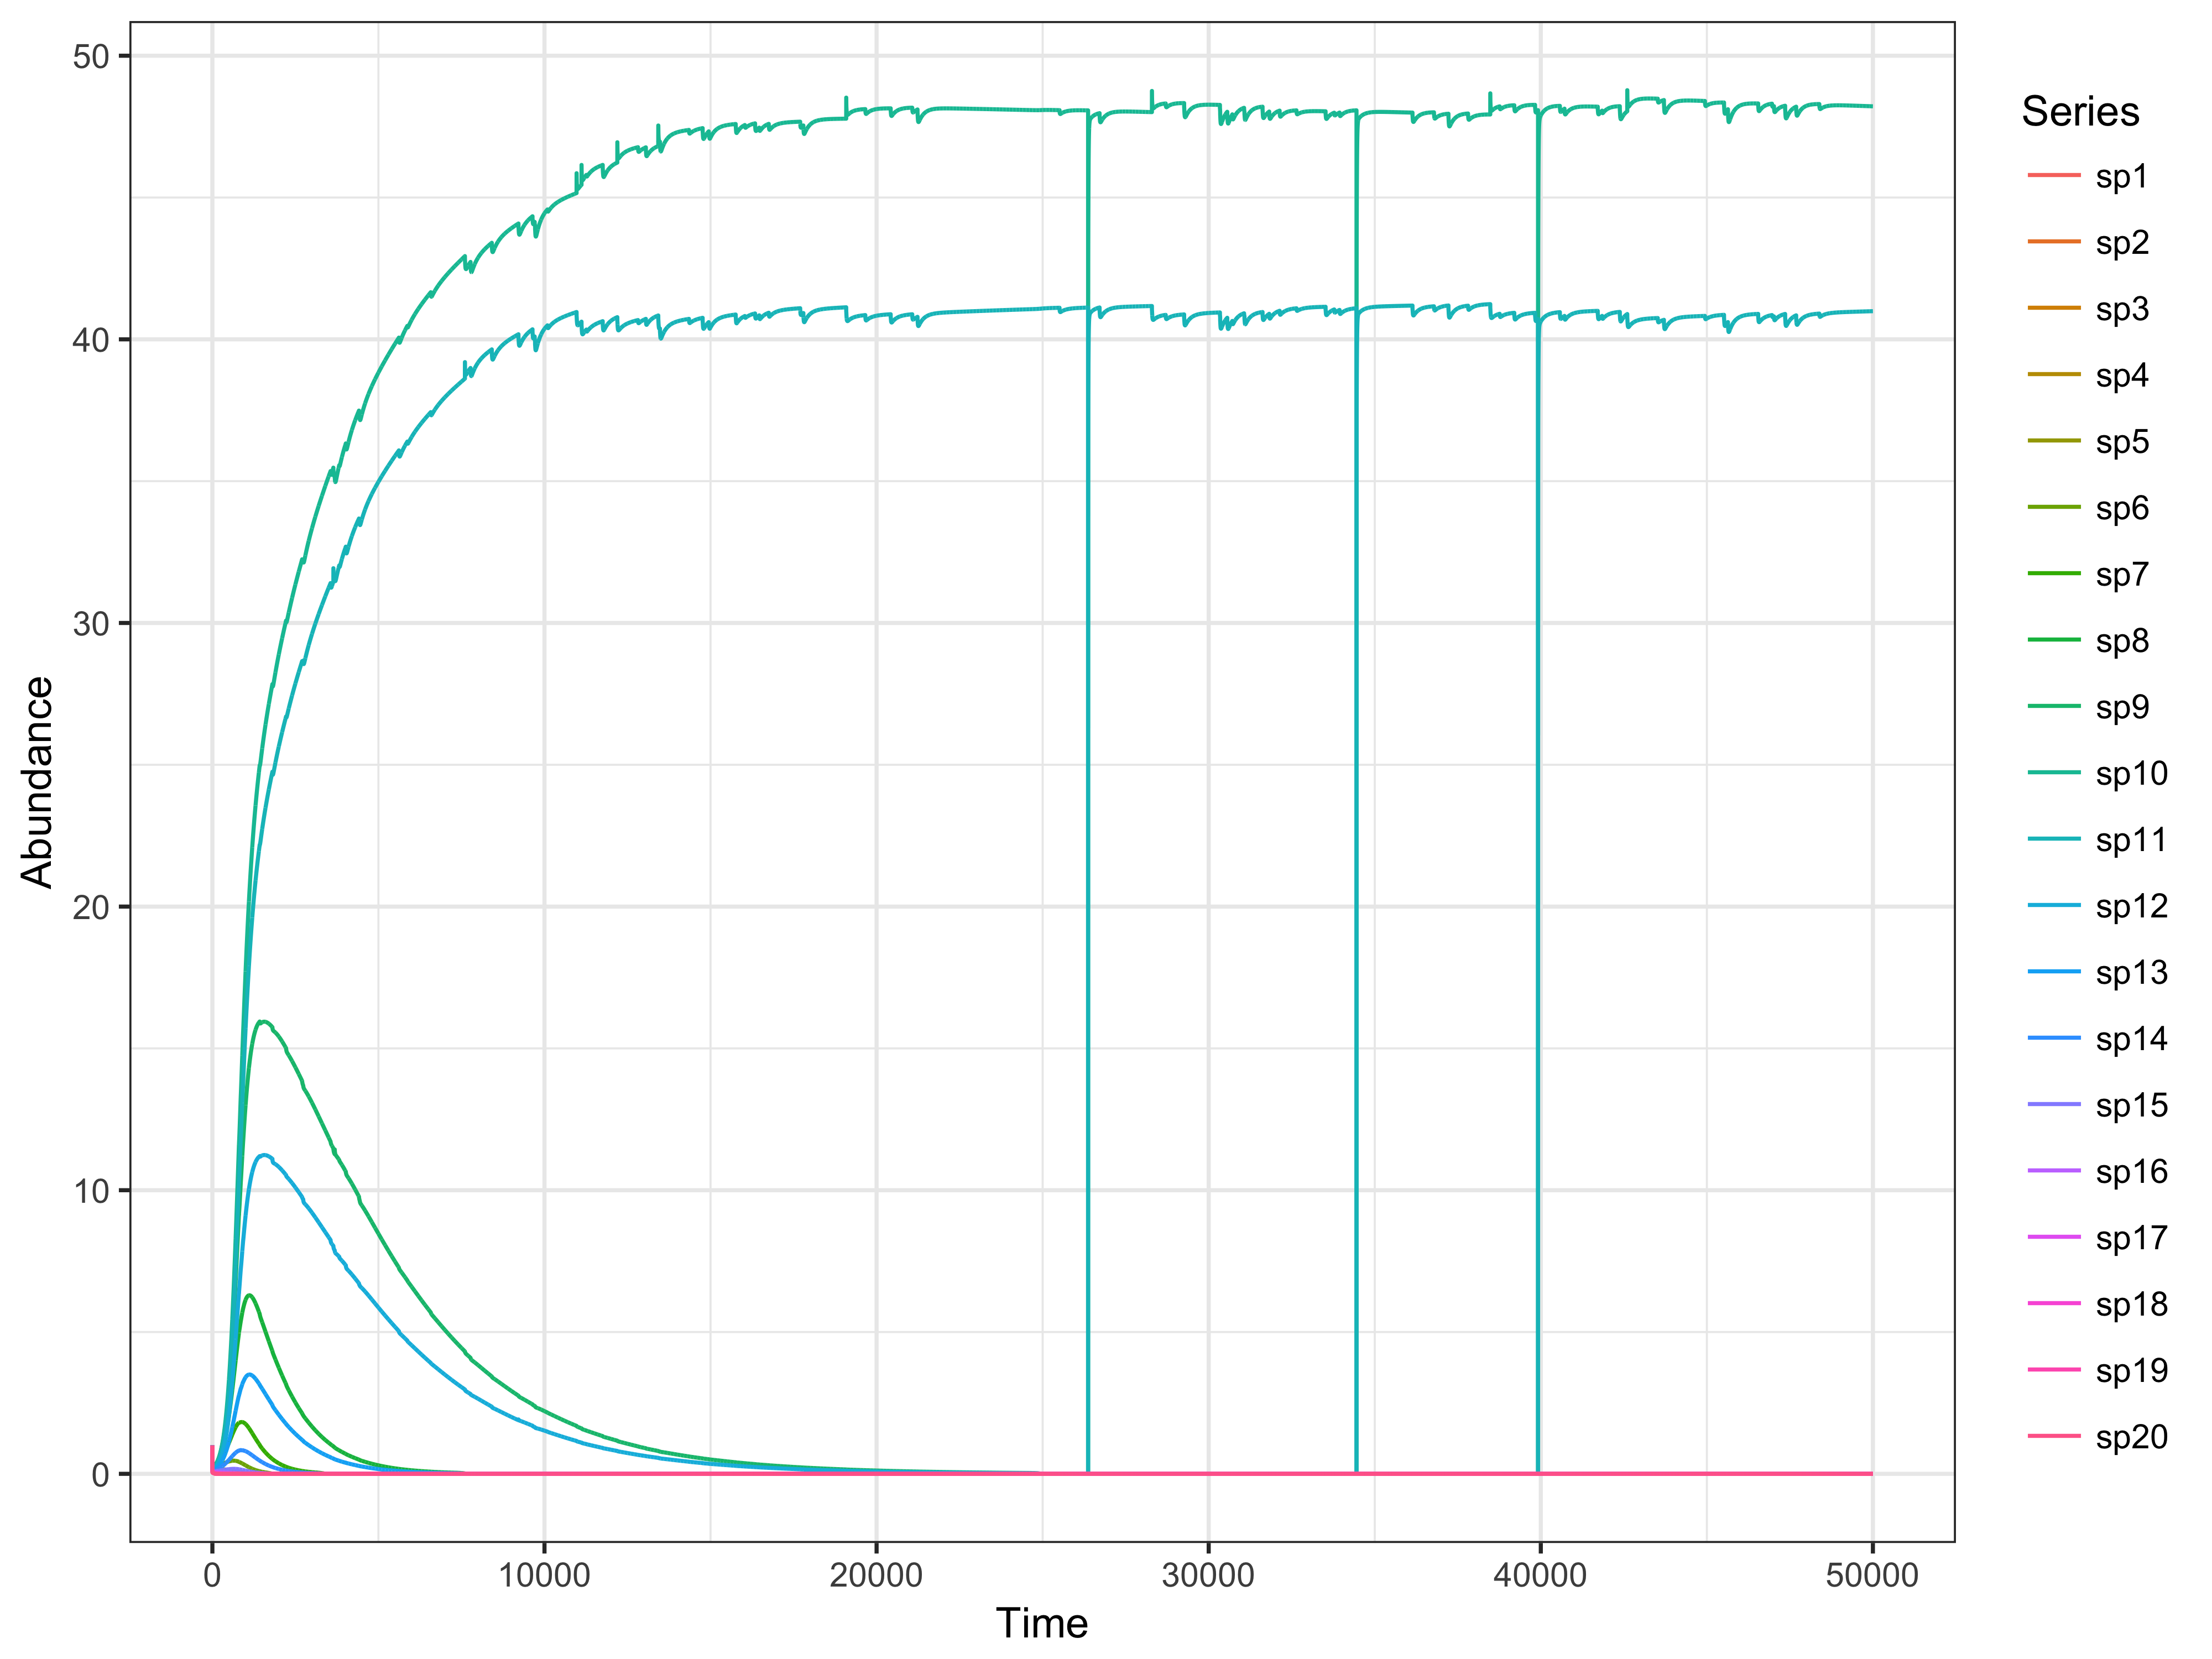 50
40
30
20
10
0
Abundance
0 10000 20000 30000 40000 50000
Time
Series
sp1
sp2
sp3
sp4
sp5
sp6
sp7
sp8
sp9
sp10
sp11
sp12
sp13
sp14
sp15
sp16
sp17
sp18
sp19
sp20